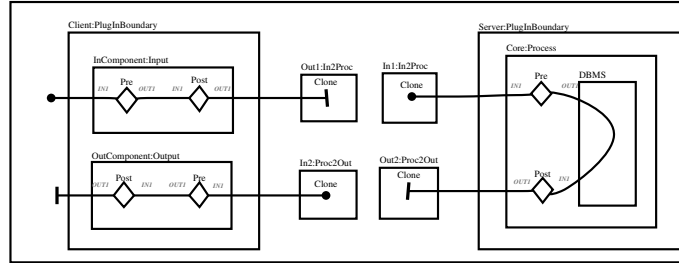 Client:PlugInBoundary
Server:PlugInBoundary
InComponent:Input
Pre
Post
IN1
OUT1
IN1
OUT1
Out1:In2Proc
Clone
In1:In2Proc
Clone
Core:Process
Pre
IN1
OUT1
DBMS
OutComponent:Output
Post
Pre
OUT1
IN1
OUT1
IN1
In2:Proc2Out
Clone
Out2:Proc2Out
Clone
Post
OUT1
IN1